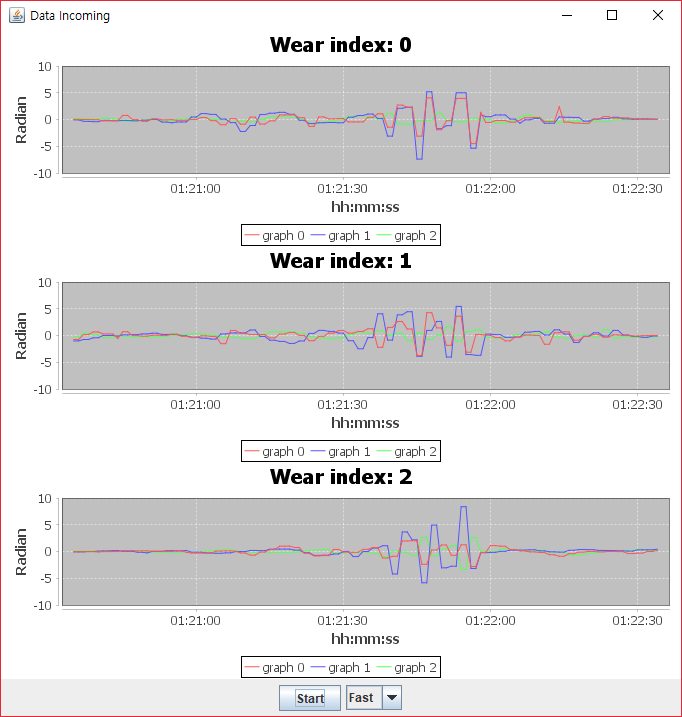 Data Incoming
Wear index: 0
10
5
0
-5
-10
Radian
01:21:00 01:21:30 01:22:00 01:22:30
hh:mm:ss
graph 0 graph 1 graph 2
Wear index: 1
10
5
0
-5
-10
Radian
01:21:00 01:21:30 01:22:00 01:22:30
hh:mm:ss
graph 0 graph 1 graph 2
Wear index: 2
10
5
0
-5
-10
Radian
01:21:00 01:21:30 01:22:00 01:22:30
hh:mm:ss
graph 0 graph 1 graph 2
Start Fast